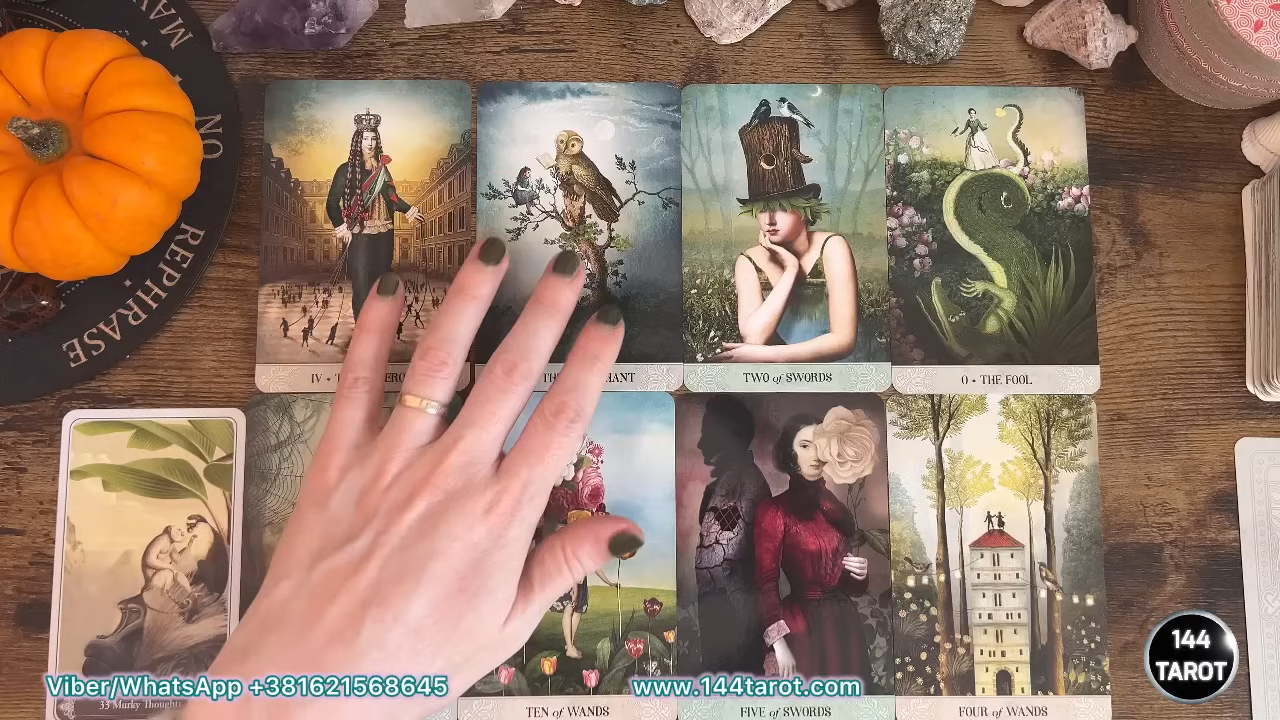 MAY
NO
REPHRASE
IV
TWO of SWORDS
0 • THE FOOL
33 Murky Thoughts
TEN of WANDS
FIVE of SWORDS
FOUR of WANDS
144
TAROT
Viber/WhatsApp +381621568645
www.144tarot.com